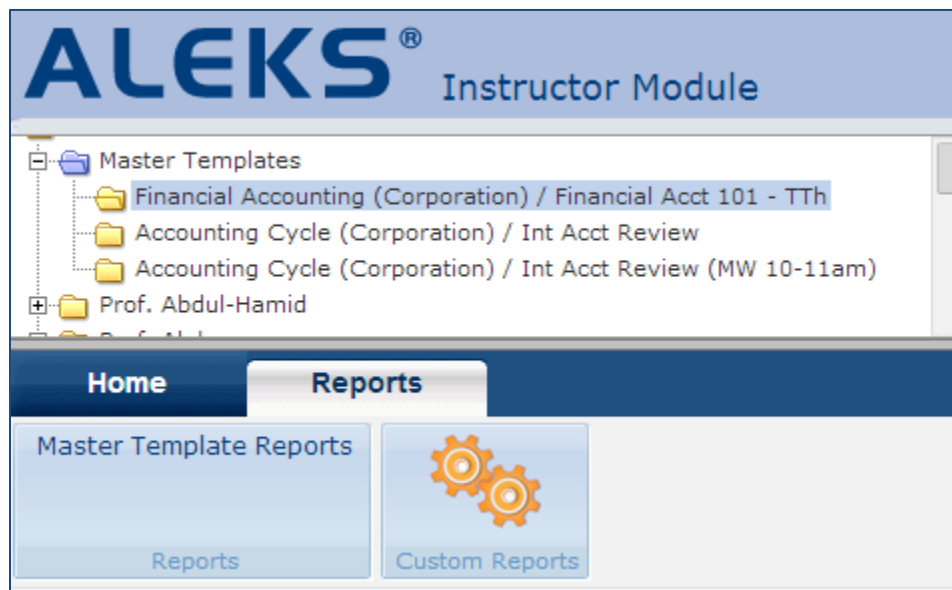 ALEKS® Instructor Module
Master Templates
Financial Accounting (Corporation) / Financial Acct 101 - TTh
Accounting Cycle (Corporation) / Int Acct Review
Accounting Cycle (Corporation) / Int Acct Review (MW 10-11am)
Prof. Abdul-Hamid
Home Reports
Master Template Reports
Reports Custom Reports